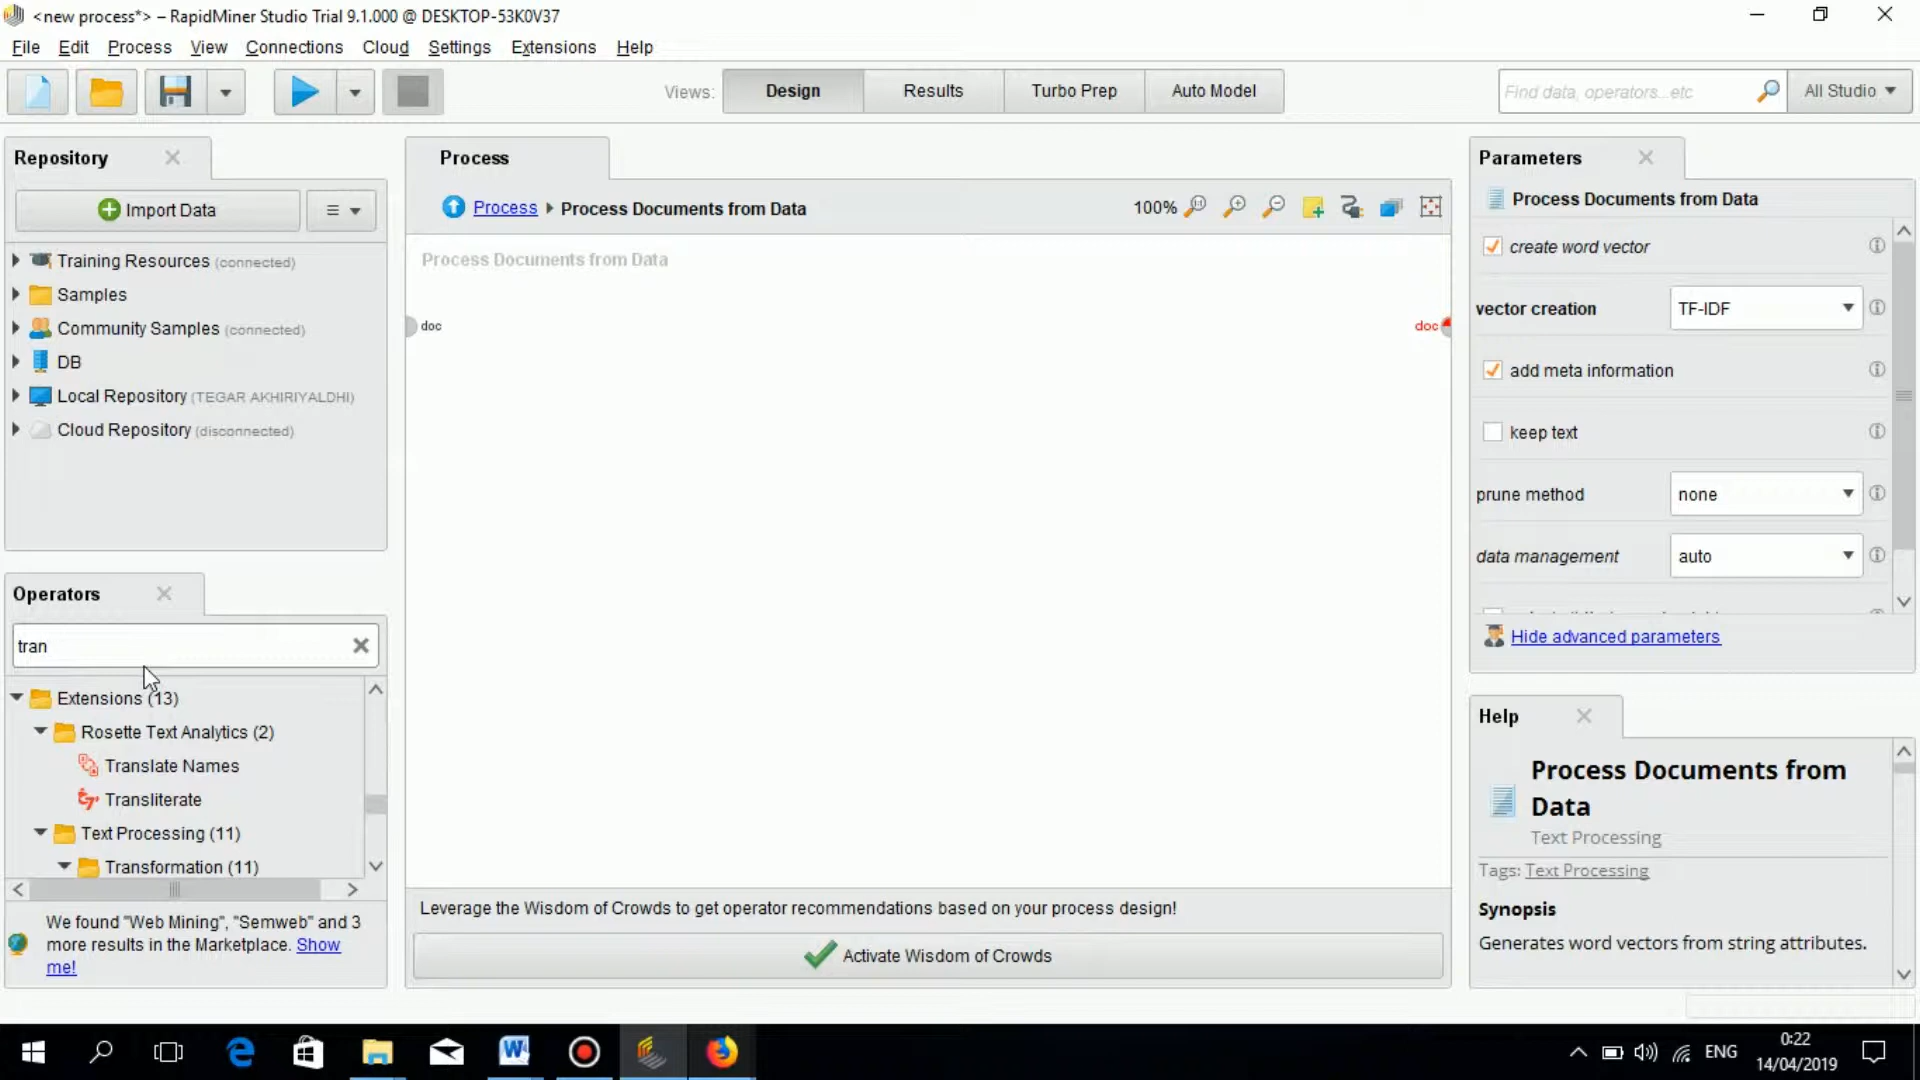 <new process*> – RapidMiner Studio Trial 9.1.000 @ DESKTOP-53K0V37
File Edit Process View Connections Cloud Settings Extensions Help
Views: Design Results Turbo Prep Auto Model
Find data, operators...etc All Studio
Repository
Import Data
Training Resources (connected)
Samples
Community Samples (connected)
DB
Local Repository (TEGAR AKHIRIYALDHI)
Cloud Repository (disconnected)
Operators
tran
Extensions (13)
Rosette Text Analytics (2)
Translate Names
Transliterate
Text Processing (11)
Transformation (11)
We found "Web Mining", "Semweb" and 3
more results in the Marketplace. Show
me!
Process
Process Process Documents from Data
100%
Process Documents from Data
doc
doc
Leverage the Wisdom of Crowds to get operator recommendations based on your process design!
Activate Wisdom of Crowds
Parameters
Process Documents from Data
create word vector
vector creation TF-IDF
add meta information
keep text
prune method none
data management auto
Hide advanced parameters
Help
Process Documents from
Data
Text Processing
Tags: Text Processing
Synopsis
Generates word vectors from string attributes.
ENG
0:22
14/04/2019